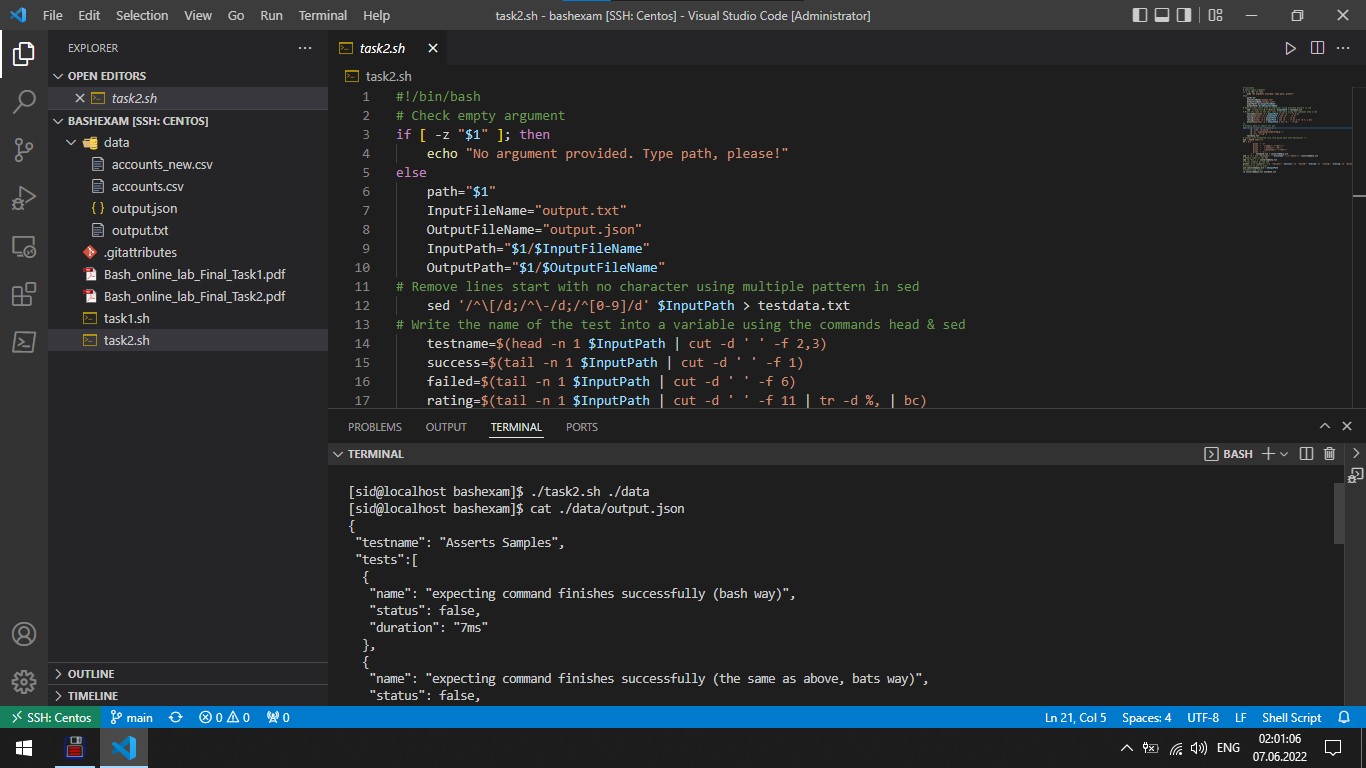 File Edit Selection View Go Run Terminal Help
task2.sh - bashexam [SSH: Centos] - Visual Studio Code [Administrator]
EXPLORER
OPEN EDITORS
task2.sh
BASHEXAM [SSH: CENTOS]
data
accounts_new.csv
accounts.csv
output.json
output.txt
.gitattributes
Bash_online_lab_Final_Task1.pdf
Bash_online_lab_Final_Task2.pdf
task1.sh
task2.sh
OUTLINE
TIMELINE
task2.sh
task2.sh
1 #!/bin/bash
2 # Check empty argument
3 if [ -z "$1" ]; then
4 echo "No argument provided. Type path, please!"
5 else
6 path="$1"
7 InputFileName="output.txt"
8 OutputFileName="output.json"
9 InputPath="$1/$InputFileName"
10 OutputPath="$1/$OutputFileName"
11 # Remove lines start with no character using multiple pattern in sed
12 sed '/^\[/d;/^\-/d;/^[0-9]/d' $InputPath > testdata.txt
13 # Write the name of the test into a variable using the commands head & sed
14 testname=$(head -n 1 $InputPath | cut -d ' ' -f 2,3)
15 success=$(tail -n 1 $InputPath | cut -d ' ' -f 1)
16 failed=$(tail -n 1 $InputPath | cut -d ' ' -f 6)
17 rating=$(tail -n 1 $InputPath | cut -d ' ' -f 11 | tr -d %, | bc)
PROBLEMS OUTPUT TERMINAL PORTS
TERMINAL
BASH
[sid@localhost bashexam]$ ./task2.sh ./data
[sid@localhost bashexam]$ cat ./data/output.json
{
"testname": "Asserts Samples",
"tests":[
{
"name": "expecting command finishes successfully (bash way)",
"status": false,
"duration": "7ms"
},
{
"name": "expecting command finishes successfully (the same as above, bats way)",
"status": false,
SSH: Centos main 0 0 0 Ln 21, Col 5 Spaces: 4 UTF-8 LF Shell Script
ENG
02:01:06
07.06.2022